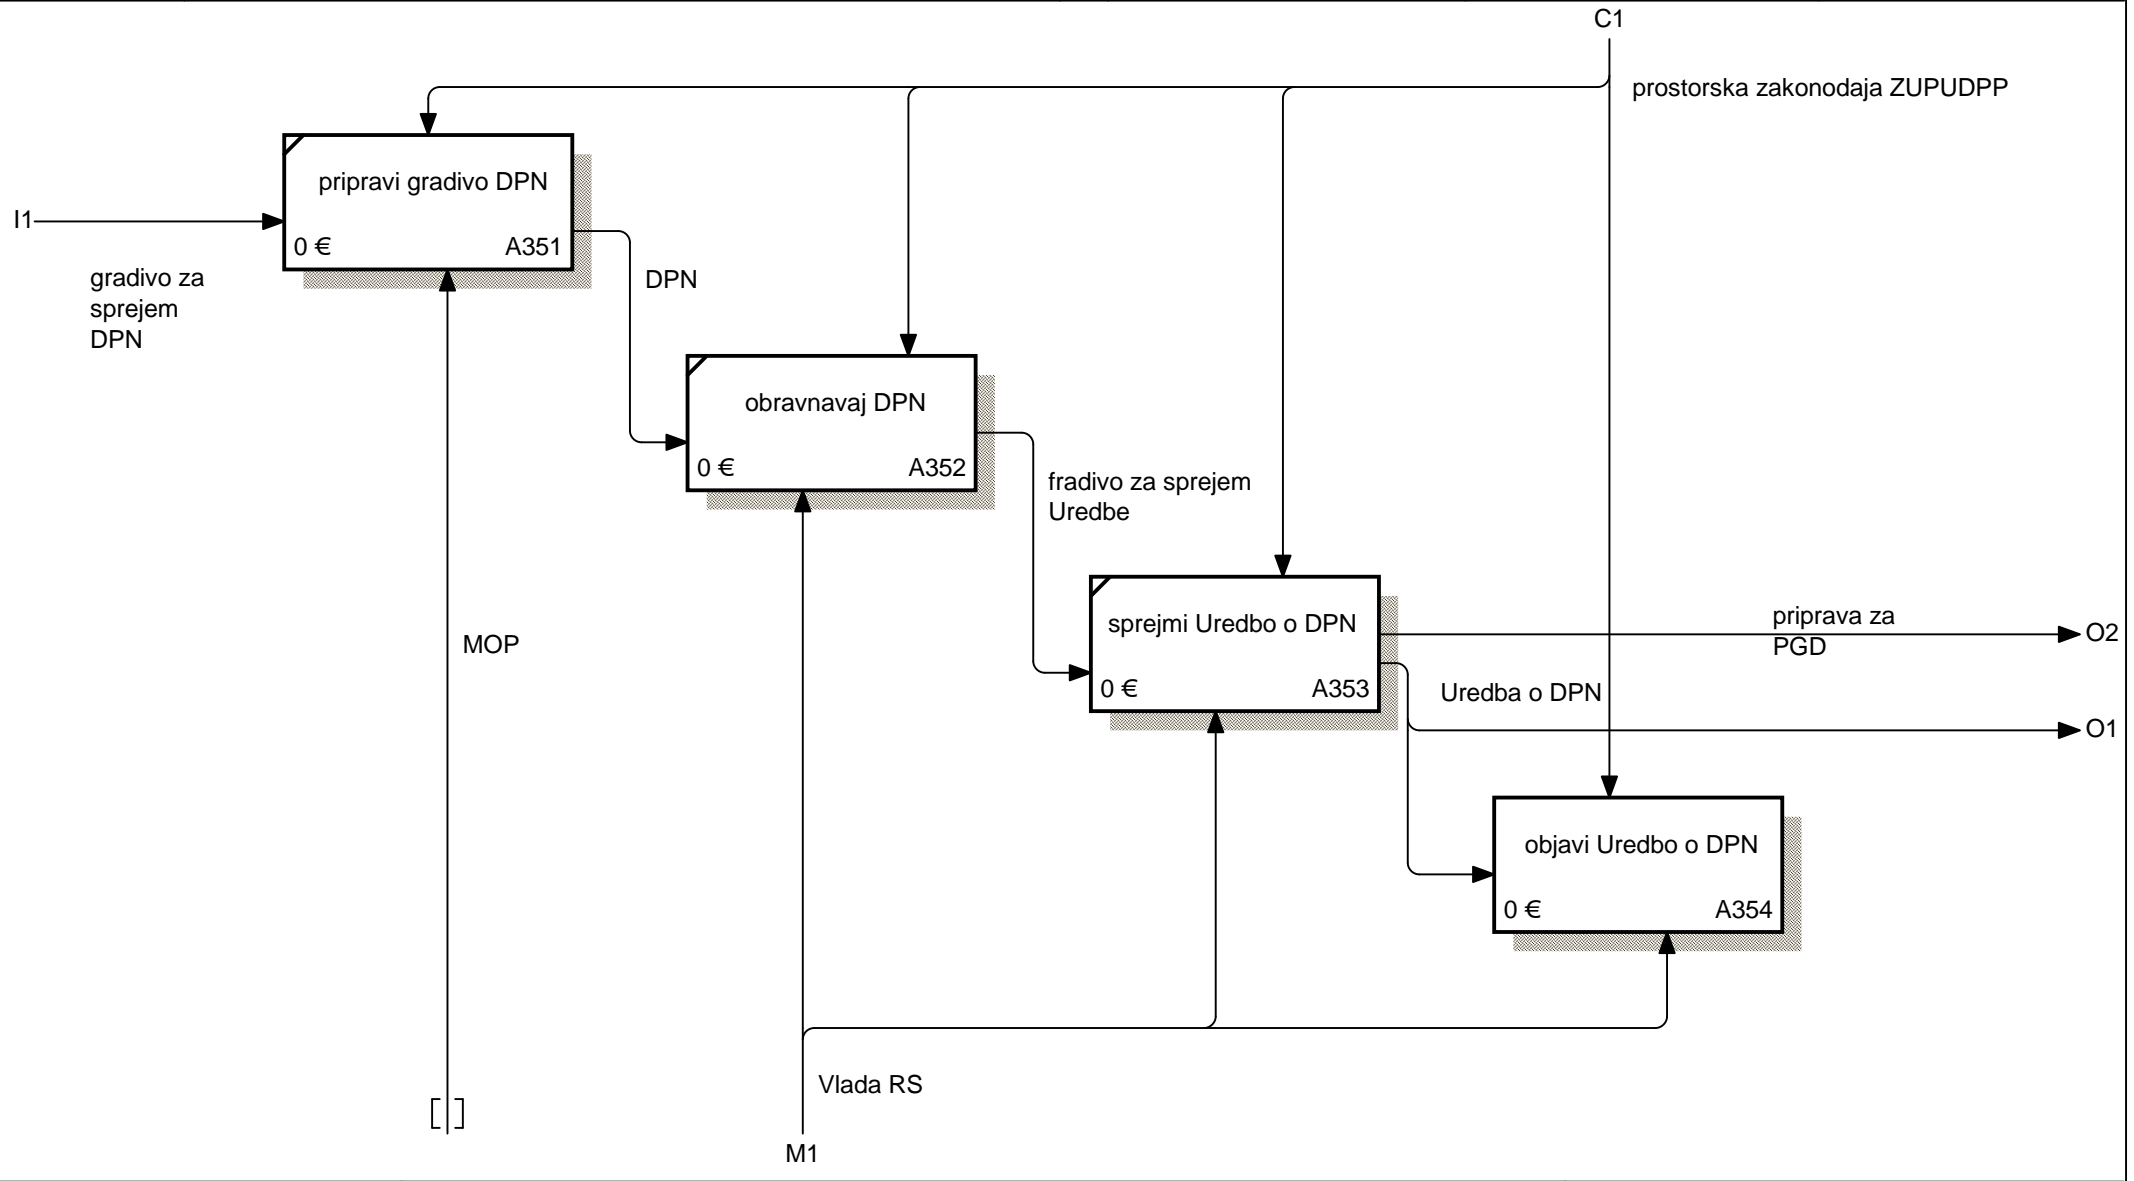 C1
prostorska zakonodaja ZUPUDPP
pripravi gradivo DPN
I1
0 €
A351
gradivo za
sprejem
DPN
DPN
obravnavaj DPN
0 €
A352
fradivo za sprejem
Uredbe
MOP
sprejmi Uredbo o DPN
0 €
A353
priprava za
PGD
O2
Uredba o DPN
O1
objavi Uredbo o DPN
0 €
A354
Vlada RS
M1